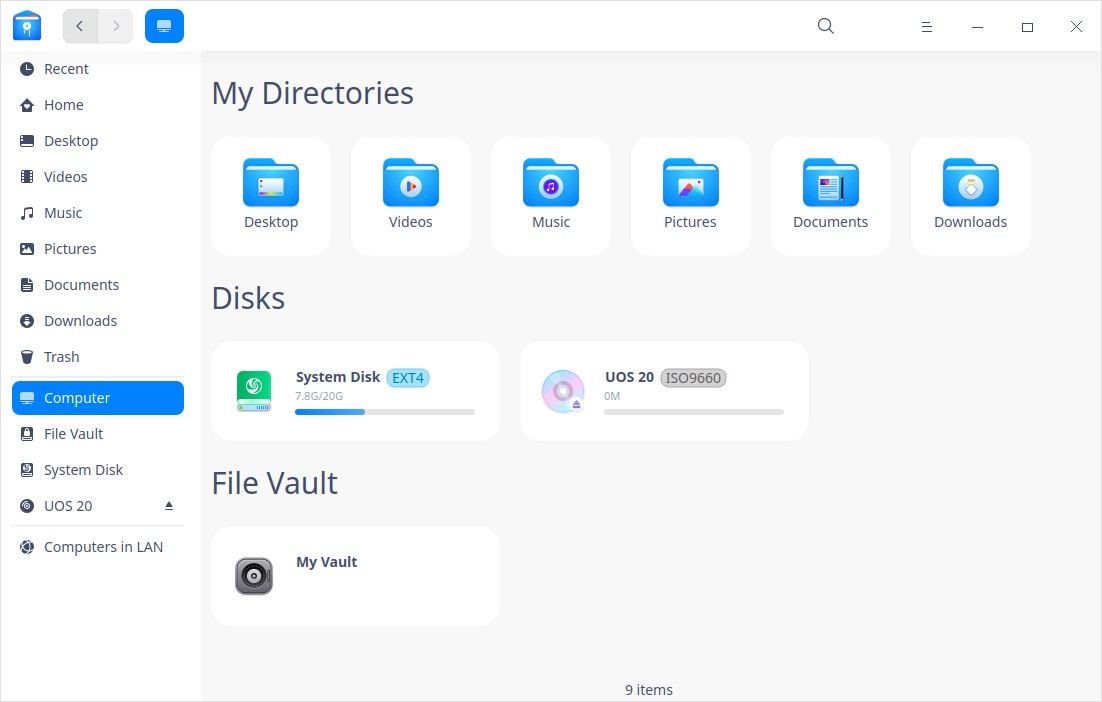 Recent
Home
Desktop
Videos
Music
Pictures
Documents
Downloads
Trash
Computer
File Vault
System Disk
UOS 20
Computers in LAN
My Directories
Desktop
Videos
Music
Pictures
Documents
Downloads
Disks
System Disk EXT4
7.8G/20G
UOS 20 ISO9660
0M
File Vault
My Vault
9 items